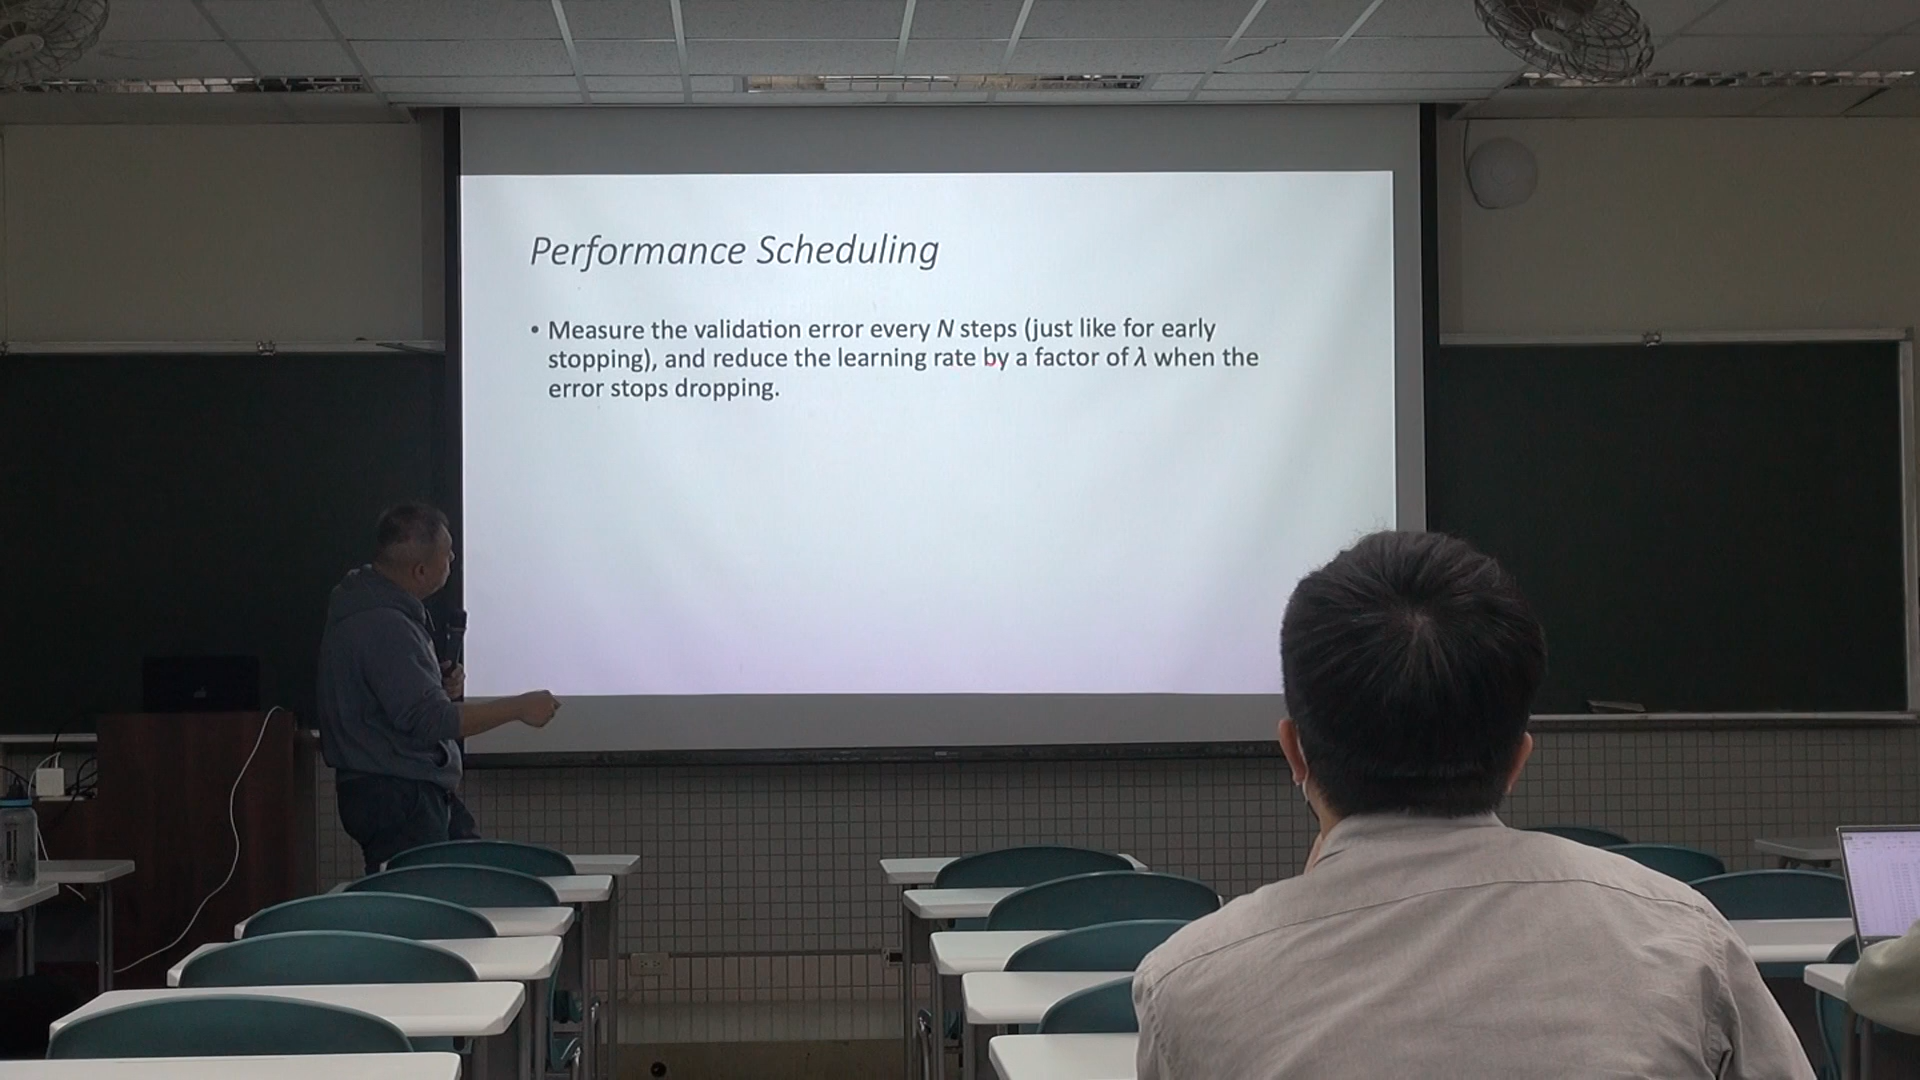 Performance Scheduling
• Measure the validation error every N steps (just like for early
stopping), and reduce the learning rate by a factor of λ when the
error stops dropping.